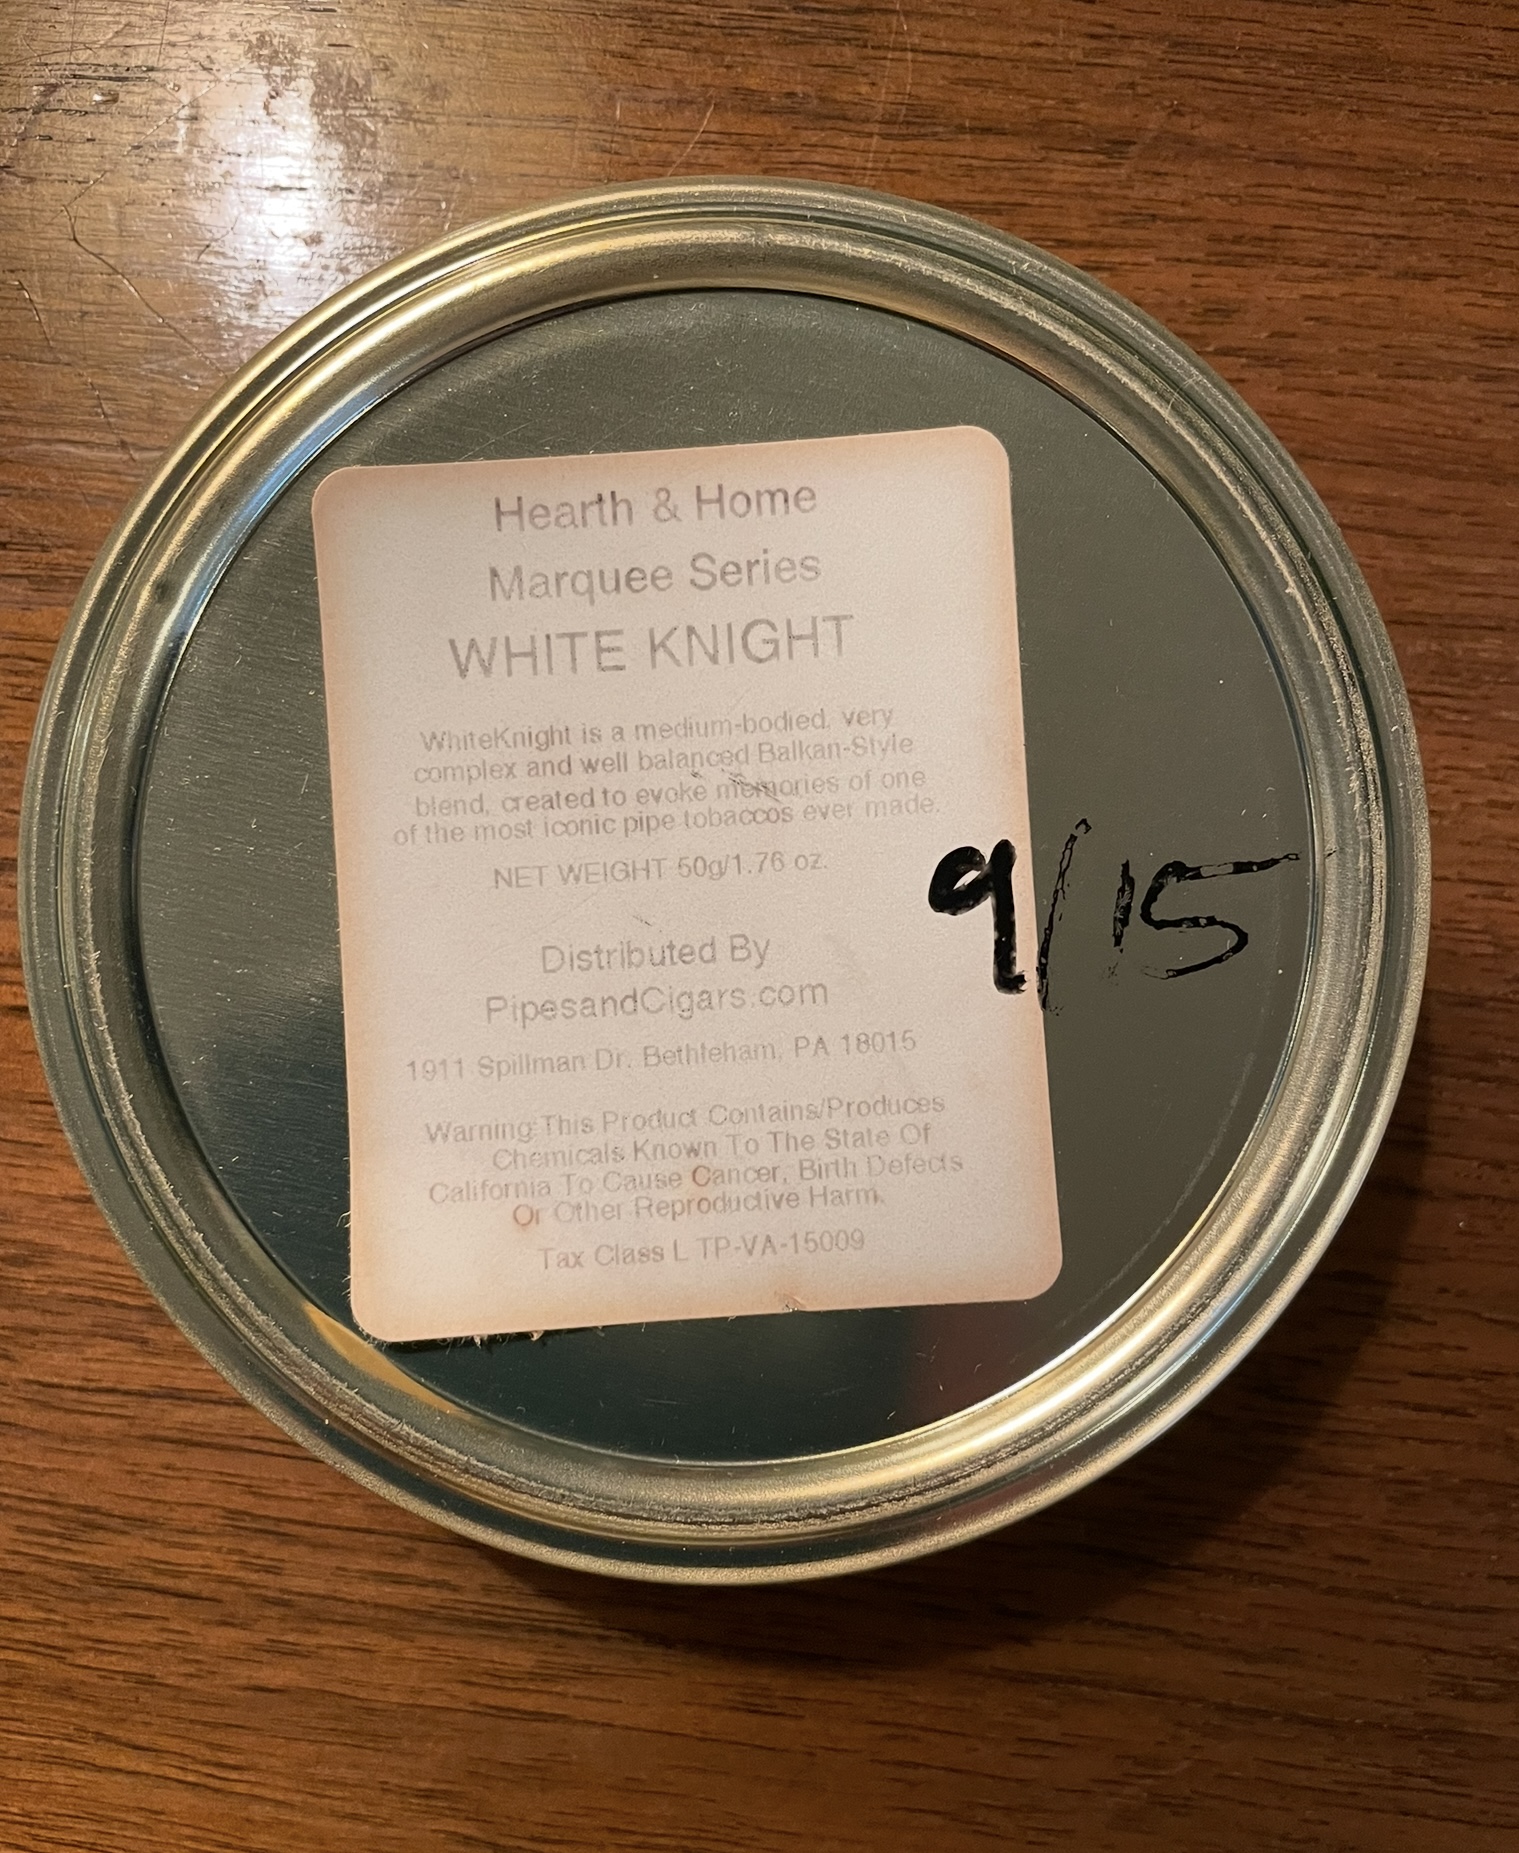 Hearth & Home
Marquee Series
WHITE KNIGHT
WhiteKnight is a medium-bodied, very
complex and well balanced Balkan-Style
blend, created to evoke memories of one
of the most iconic pipe tobaccos ever made.
NET WEIGHT 50g/1.76 oz.
9/15
Distributed By
PipesandCigars.com
1911 Spillman Dr. Bethleham, PA 18015
Warning:This Product Contains/Produces
Chemicals Known To The State Of
California To Cause Cancer, Birth Defects
Or Other Reproductive Harm.
Tax Class L TP-VA-15009